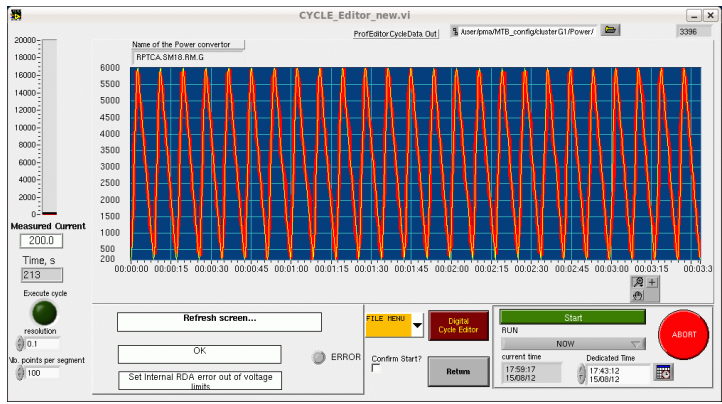 CYCLE_Editor_new.vi
ProfEditorCycleData Out
/user/pma/MTB_config/clusterG1/Power/
3396
Name of the Power convertor
RPTCA.SM18.RM.G
20000
18000
16000
14000
12000
10000
8000
6000
4000
2000
0
Measured Current
200.0
Time, s
213
Execute cycle
resolution
0.1
Nb. points per segment
100
6000
5500
5000
4500
4000
3500
3000
2500
2000
1500
1000
500
200
00:00:00 00:00:15 00:00:30 00:00:45 00:01:00 00:01:15 00:01:30 00:01:45 00:02:00 00:02:15 00:02:30 00:02:45 00:03:00 00:03:15 00:03:3
Refresh screen...
OK
ERROR
Set Internal RDA error out of voltage
limits
FILE MENU
Digital
Cycle Editor
Confirm Start?
Return
Start
RUN
NOW
ABORT
current time
17:59:17
15/08/12
Dedicated Time
17:43:12
15/08/12